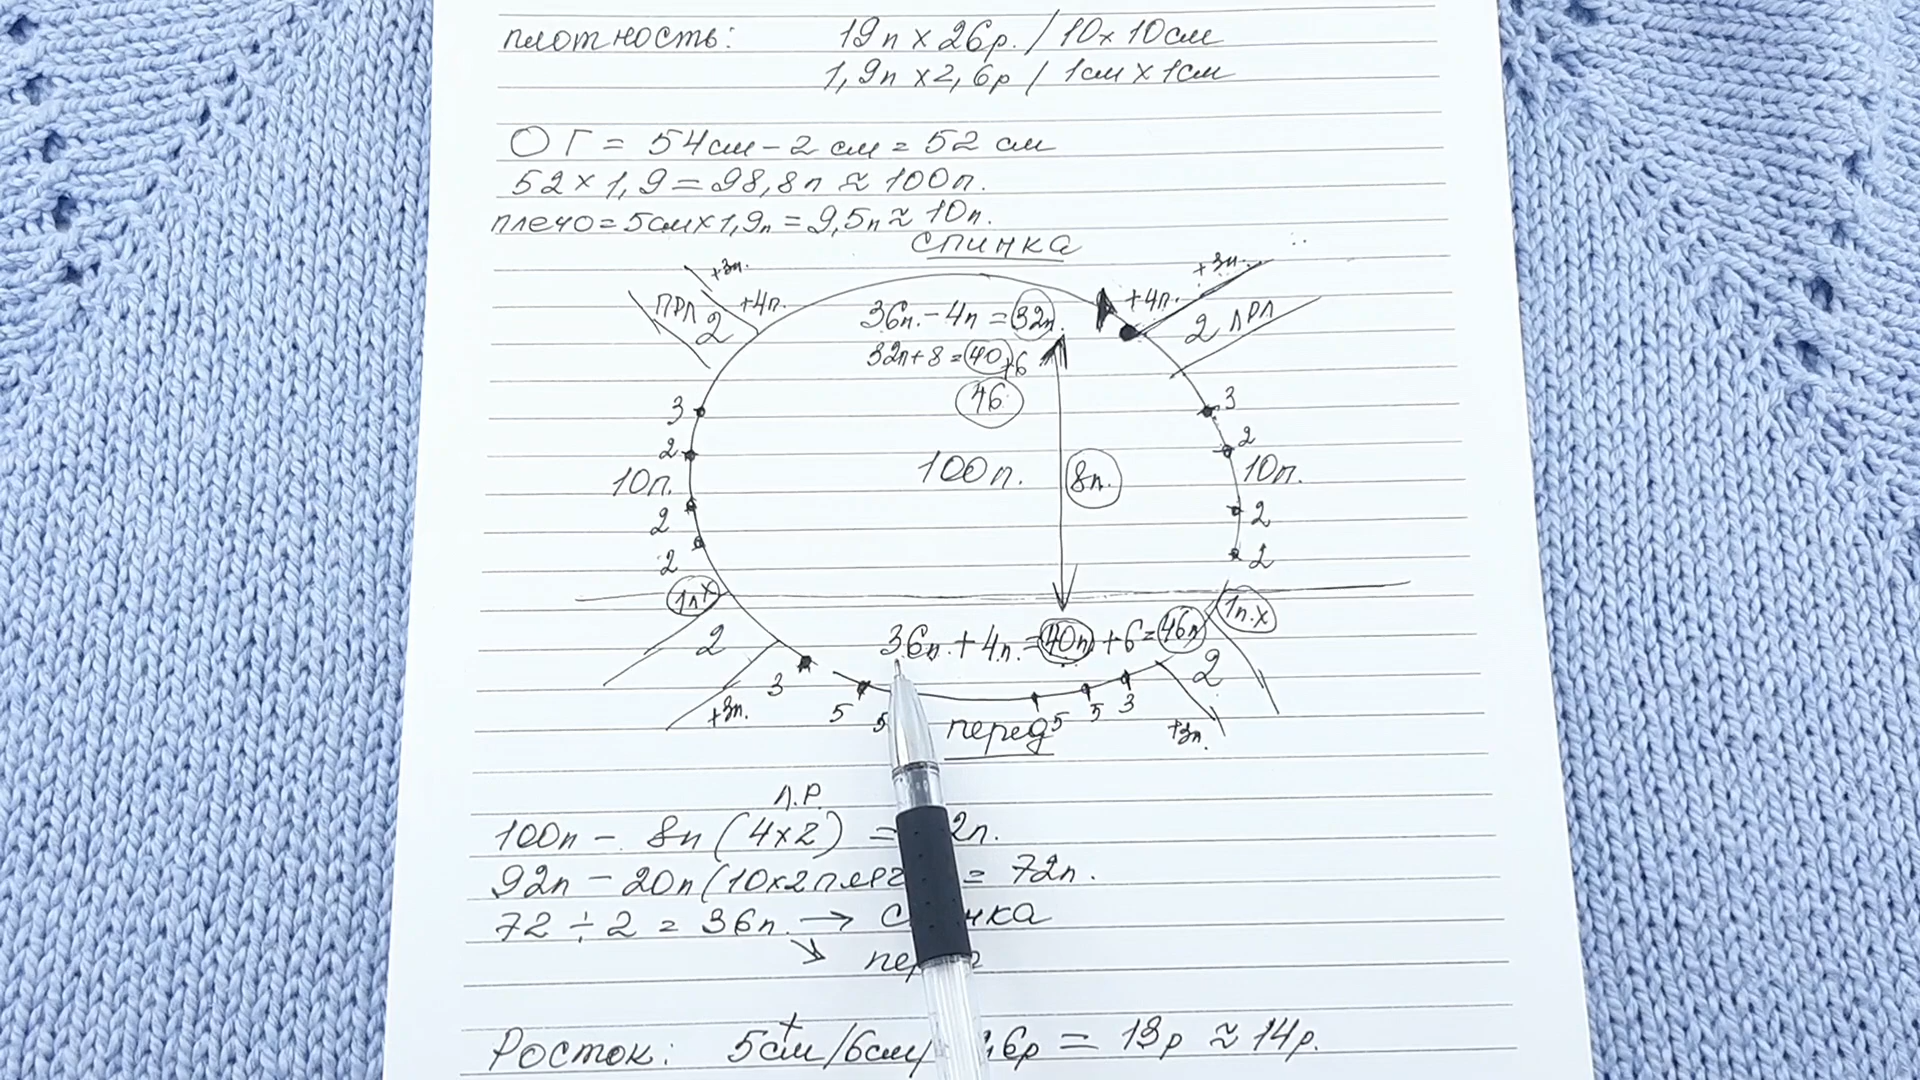 плотность: 19п х 26р. / 10х10см
1,9п х 2,6р / 1см х 1см
ОГ = 54см - 2см = 52 см
52 х 1,9 = 98,8п ≈ 100п.
плечо = 5см х 1,9п = 9,5п ≈ 10п.
спинка
+3п. +3п.
ПРЛ 2 +4п. +4п. 2 ЛРЛ
36п. - 4п = 32п.
32п + 8 = 40 +6
46
3 3
2 2
10п. 100п. 8п. 10п.
2 2
2 2
1п х 1п. х
36п. + 4п. = 40п + 6 = 46п
2 2
3 5 5 5 5 3
+3п. перед +3п.
Л.Р.
100п - 8п (4х2) = 2п.
92п - 20п (10х2 = 72п.
72 ÷ 2 = 36п. → с нка
↘ пе
Росток: 5см / 6см / ,6р = 13р ≈ 14р.